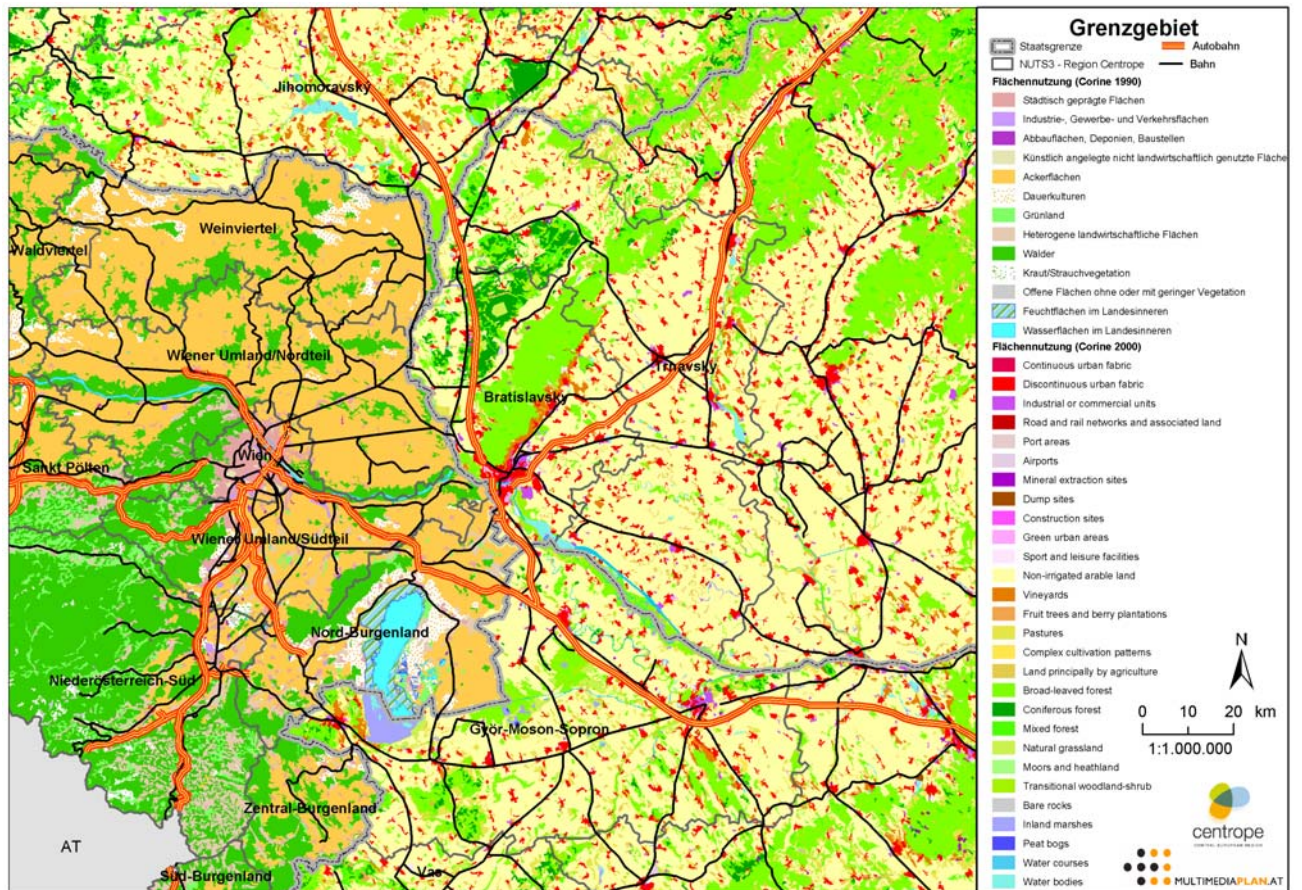 Jihomoravský
Weinviertel
Waldviertel
Wiener Umland/Nordteil
Trnavsky
Bratislavsky
Wien
Sankt Pölten
Wiener Umland/Südteil
Nord-Burgenland
Niederösterreich-Süd
Györ-Moson-Sopron
Zentral-Burgenland
AT
Süd-Burgenland
Vas
Grenzgebiet
Staatsgrenze
Autobahn
NUTS3 - Region Centrope
Bahn
Flächennutzung (Corine 1990)
Städtisch geprägte Flächen
Industrie-, Gewerbe- und Verkehrsflächen
Abbauflächen, Deponien, Baustellen
Künstlich angelegte nicht landwirtschaftlich genutzte Fläche
Ackerflächen
Dauerkulturen
Grünland
Heterogene landwirtschaftliche Flächen
Wälder
Kraut/Strauchvegetation
Offene Flächen ohne oder mit geringer Vegetation
Feuchtflächen im Landesinneren
Wasserflächen im Landesinneren
Flächennutzung (Corine 2000)
Continuous urban fabric
Discontinuous urban fabric
Industrial or commercial units
Road and rail networks and associated land
Port areas
Airports
Mineral extraction sites
Dump sites
Construction sites
Green urban areas
Sport and leisure facilities
Non-irrigated arable land
Vineyards
Fruit trees and berry plantations
Pastures
Complex cultivation patterns
Land principally by agriculture
Broad-leaved forest
Coniferous forest
Mixed forest
Natural grassland
Moors and heathland
Transitional woodland-shrub
Bare rocks
Inland marshes
Peat bogs
Water courses
Water bodies
N
0 10 20 km
1:1.000.000
centrope
CENTRAL EUROPEAN REGION
MULTIMEDIAPLAN.AT